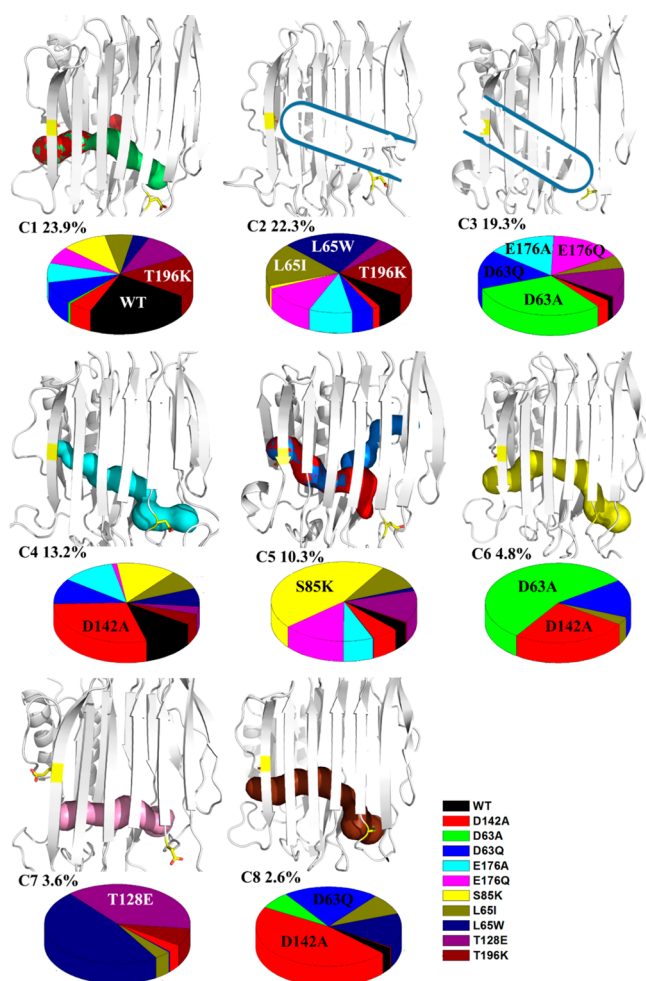 C1 23.9%
C2 22.3%
C3 19.3%
T196K
WT
L65W
L65I
T196K
E176A
E176Q
D63Q
D63A
C4 13.2%
C5 10.3%
C6 4.8%
D142A
S85K
D63A
D142A
C7 3.6%
C8 2.6%
T128E
D63Q
D142A
WT
D142A
D63A
D63Q
E176A
E176Q
S85K
L65I
L65W
T128E
T196K